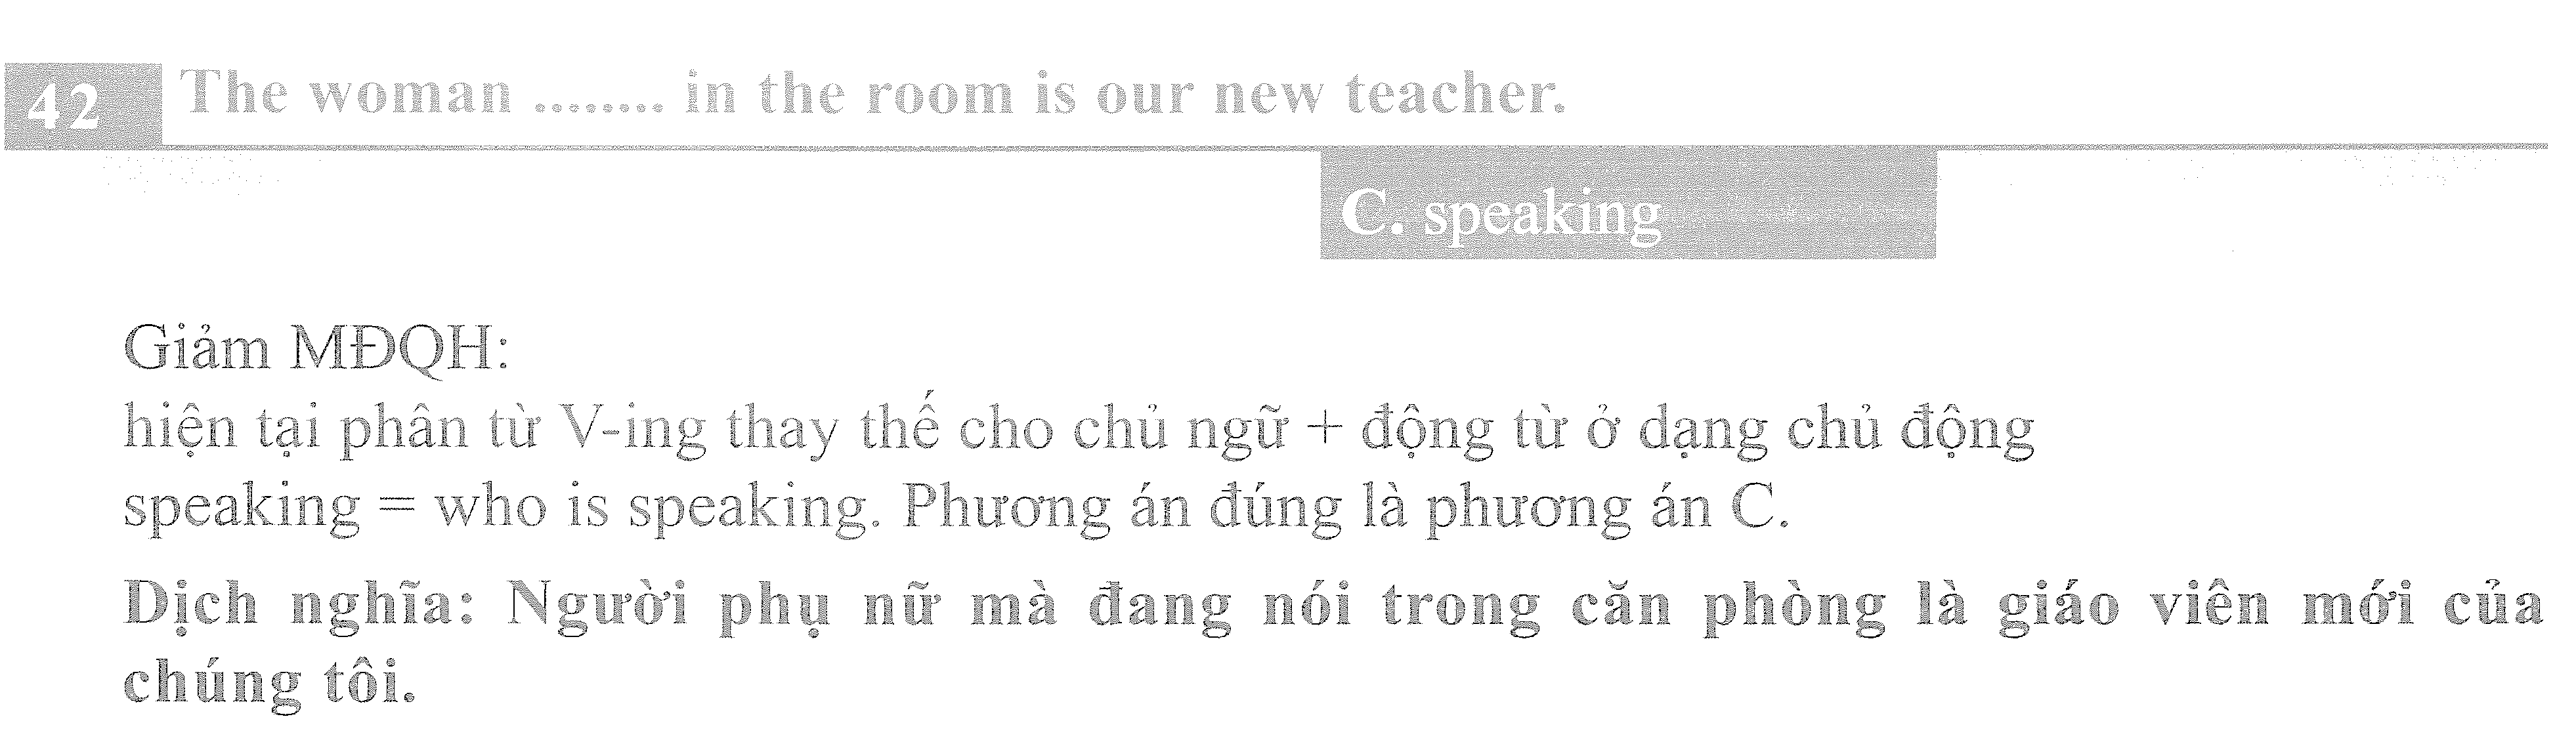 42 The woman ........ in the room is our new teacher.
C. speaking
Giảm MĐQH:
hiện tại phân từ V-ing thay thế cho chủ ngữ + động từ ở dạng chủ động
speaking = who is speaking. Phương án đúng là phương án C.
Dịch nghĩa: Người phụ nữ mà đang nói trong căn phòng là giáo viên mới của
chúng tôi.